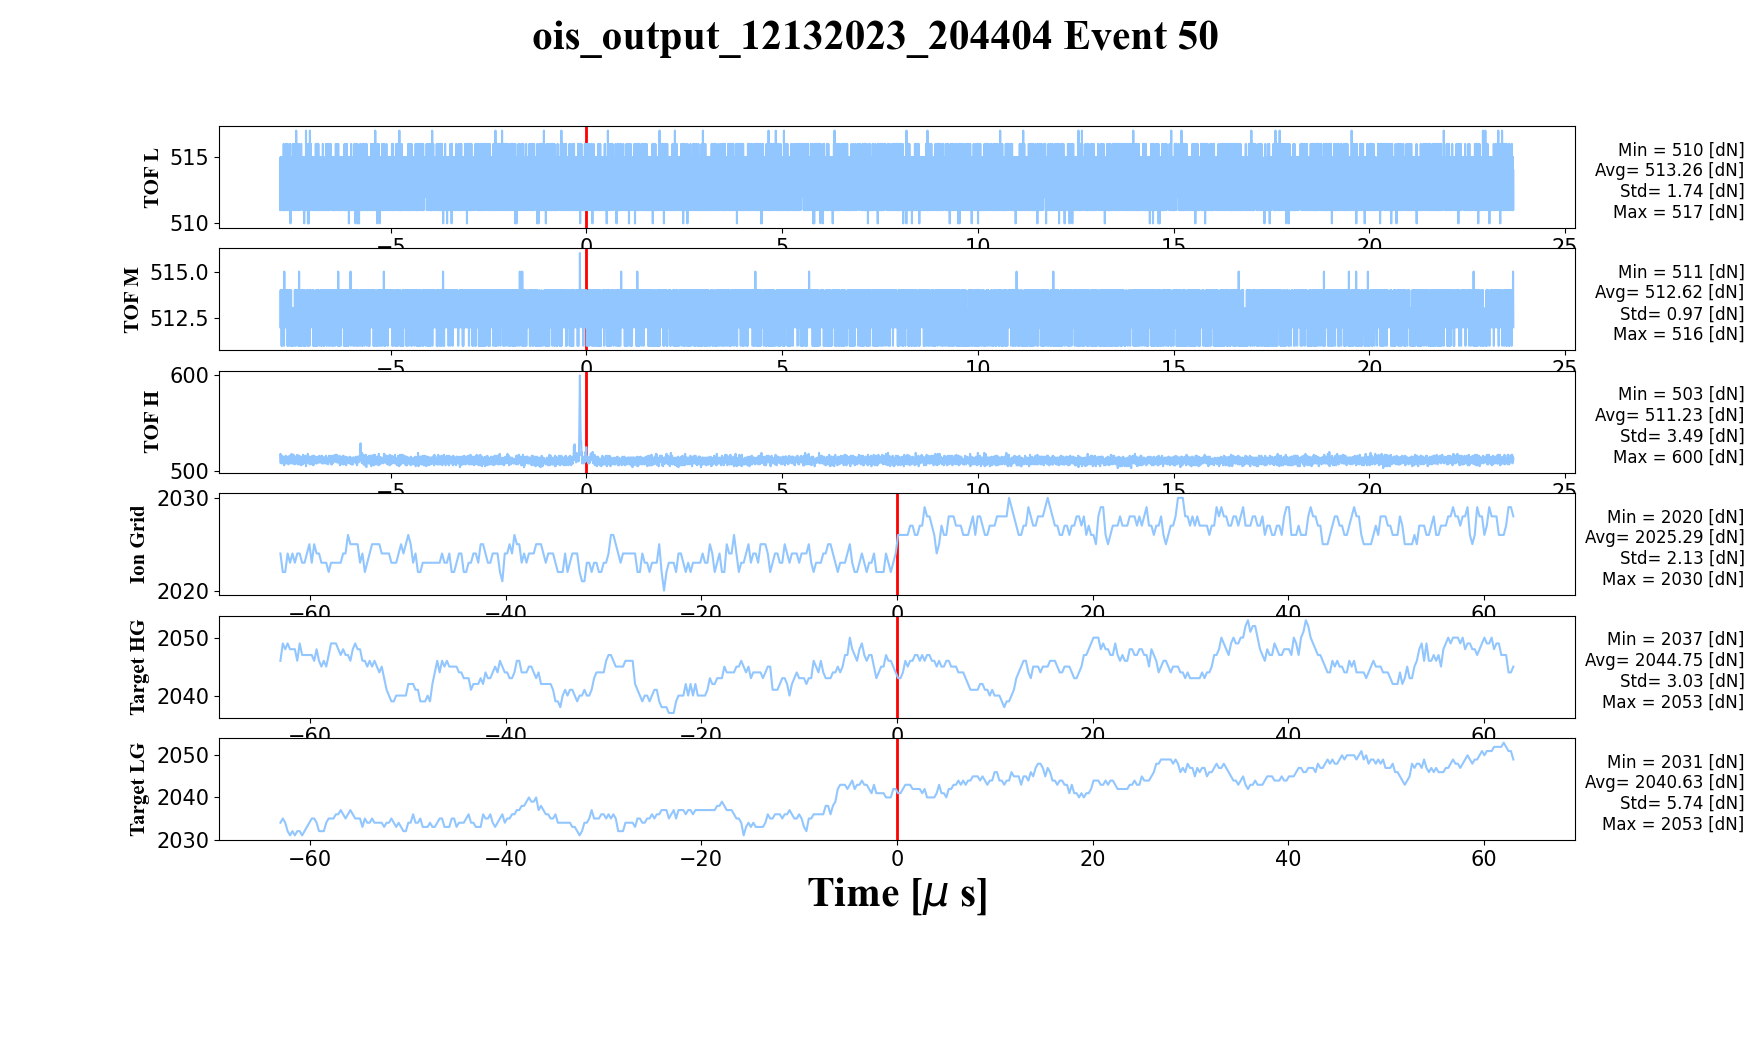 ois_output_12132023_204404 Event 50
TOF L
515
510
−5 0 5 10 15 20 25
Min = 510 [dN]
Avg= 513.26 [dN]
Std= 1.74 [dN]
Max = 517 [dN]
TOF M
515.0
512.5
−5 0 5 10 15 20 25
Min = 511 [dN]
Avg= 512.62 [dN]
Std= 0.97 [dN]
Max = 516 [dN]
TOF H
600
500
−5 0 5 10 15 20 25
Min = 503 [dN]
Avg= 511.23 [dN]
Std= 3.49 [dN]
Max = 600 [dN]
Ion Grid
2030
2020
−60 −40 −20 0 20 40 60
Min = 2020 [dN]
Avg= 2025.29 [dN]
Std= 2.13 [dN]
Max = 2030 [dN]
Target HG
2050
2040
−60 −40 −20 0 20 40 60
Min = 2037 [dN]
Avg= 2044.75 [dN]
Std= 3.03 [dN]
Max = 2053 [dN]
Target LG
2050
2040
2030
−60 −40 −20 0 20 40 60
Min = 2031 [dN]
Avg= 2040.63 [dN]
Std= 5.74 [dN]
Max = 2053 [dN]
Time [μ s]